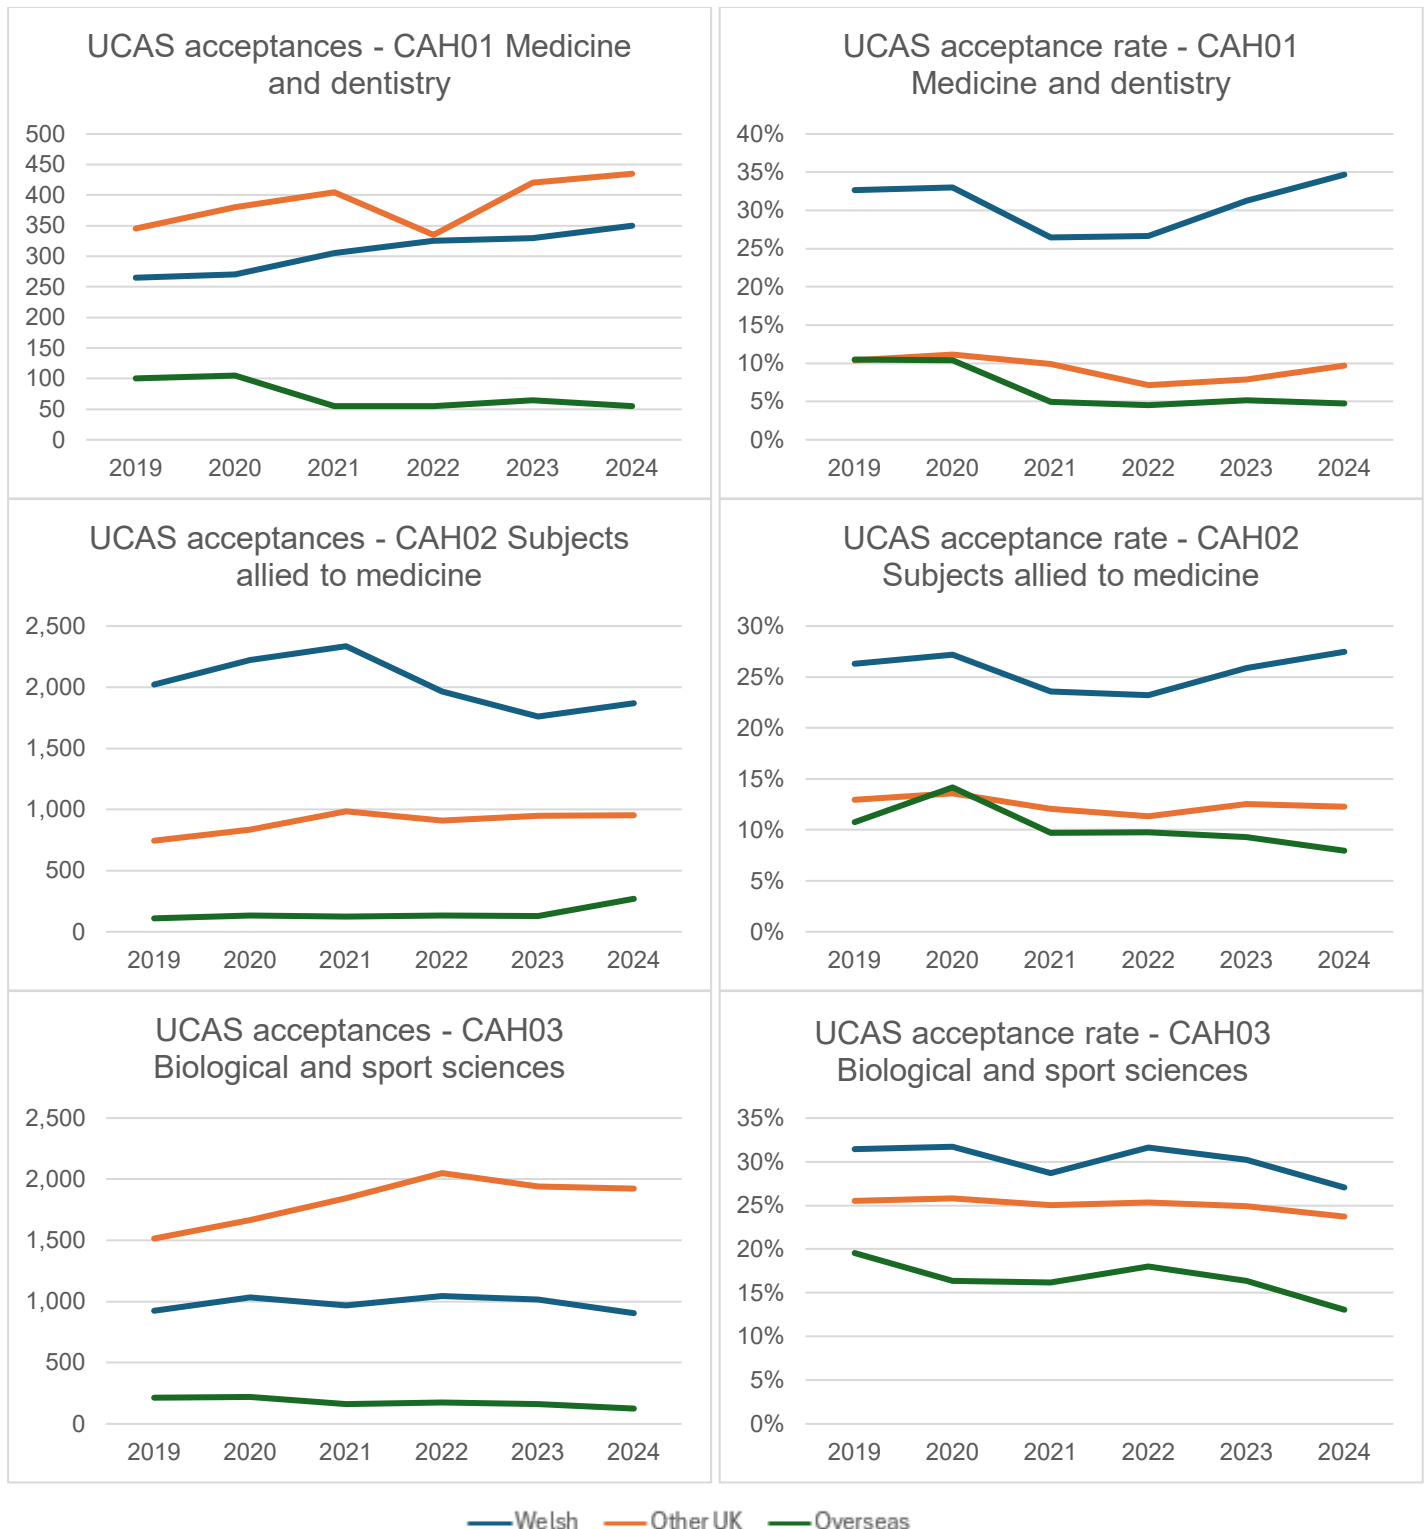 UCAS acceptances - CAH01 Medicine
and dentistry
500
450
400
350
300
250
200
150
100
50
0
2019 2020 2021 2022 2023 2024
UCAS acceptance rate - CAH01
Medicine and dentistry
40%
35%
30%
25%
20%
15%
10%
5%
0%
2019 2020 2021 2022 2023 2024
UCAS acceptances - CAH02 Subjects
allied to medicine
2,500
2,000
1,500
1,000
500
0
2019 2020 2021 2022 2023 2024
UCAS acceptance rate - CAH02
Subjects allied to medicine
30%
25%
20%
15%
10%
5%
0%
2019 2020 2021 2022 2023 2024
UCAS acceptances - CAH03
Biological and sport sciences
2,500
2,000
1,500
1,000
500
0
2019 2020 2021 2022 2023 2024
UCAS acceptance rate - CAH03
Biological and sport sciences
35%
30%
25%
20%
15%
10%
5%
0%
2019 2020 2021 2022 2023 2024
Welsh Other UK Overseas